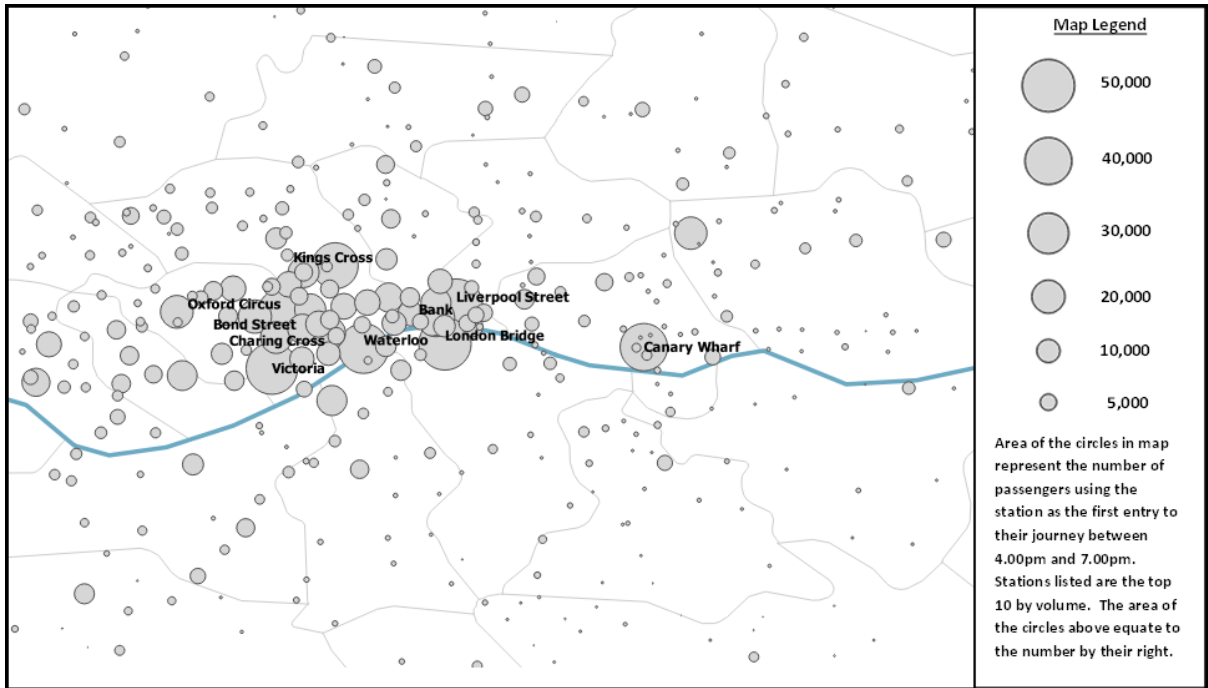 Map Legend
50,000
40,000
30,000
20,000
10,000
5,000
Area of the circles in map
represent the number of
passengers using the
station as the first entry to
their journey between
4.00pm and 7.00pm.
Stations listed are the top
10 by volume. The area of
the circles above equate to
the number by their right.
Kings Cross
Oxford Circus
Liverpool Street
Bank
Bond Street
London Bridge
Charing Cross
Waterloo
Canary Wharf
Victoria